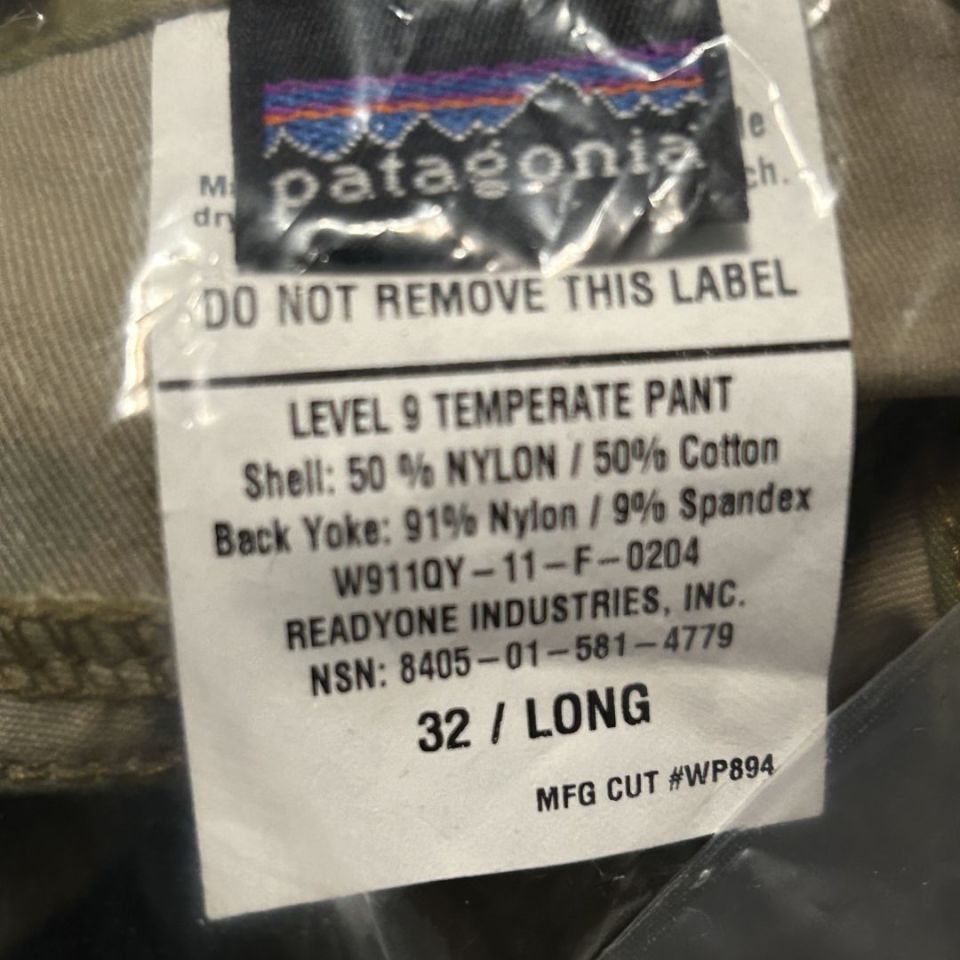 patagonia
DO NOT REMOVE THIS LABEL
LEVEL 9 TEMPERATE PANT
Shell: 50 % NYLON / 50% Cotton
Back Yoke: 91% Nylon / 9% Spandex
W911QY-11-F-0204
READYONE INDUSTRIES, INC.
NSN: 8405-01-581-4779
32 / LONG
MFG CUT #WP894